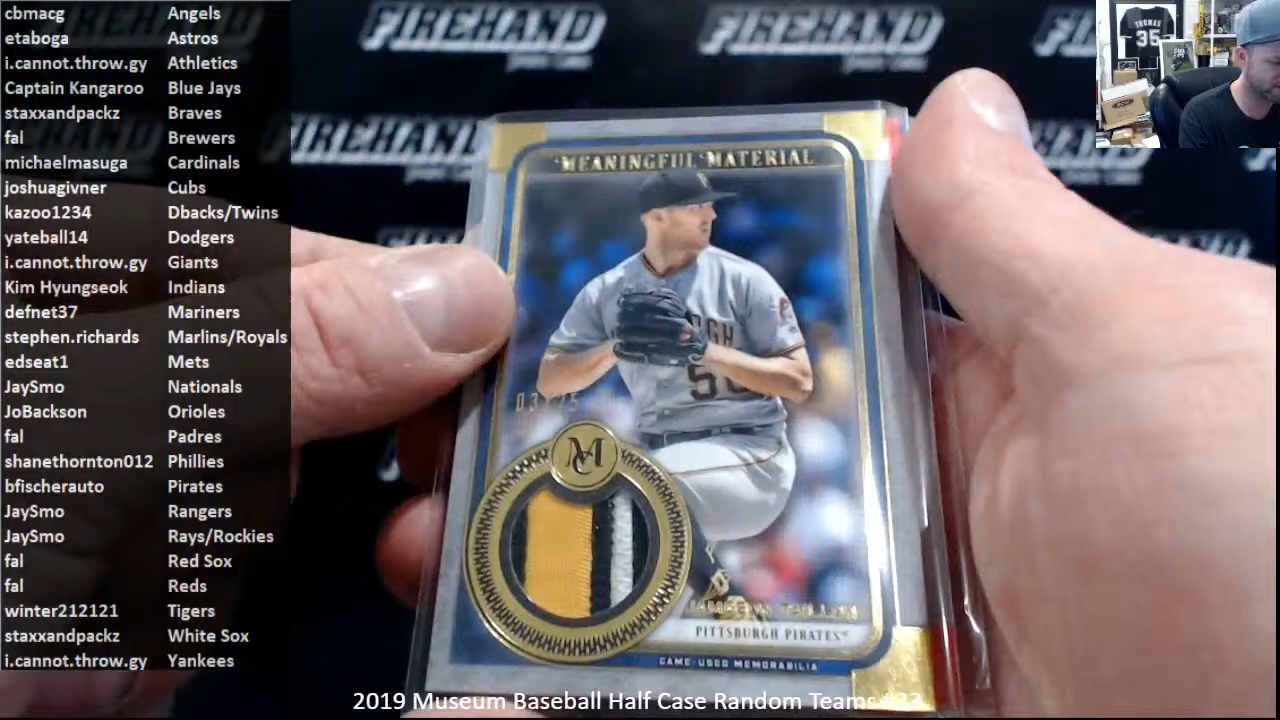 cbmacg Angels
etaboga Astros
i.cannot.throw.gy Athletics
Captain Kangaroo Blue Jays
staxxandpackz Braves
fal Brewers
michaelmasuga Cardinals
joshuagivner Cubs
kazoo1234 Dbacks/Twins
yateball14 Dodgers
i.cannot.throw.gy Giants
Kim Hyungseok Indians
defnet37 Mariners
stephen.richards Marlins/Royals
edseat1 Mets
JaySmo Nationals
JoBackson Orioles
fal Padres
shanethornton012 Phillies
bfischerauto Pirates
JaySmo Rangers
JaySmo Rays/Rockies
fal Red Sox
fal Reds
winter212121 Tigers
staxxandpackz White Sox
i.cannot.throw.gy Yankees
FIREHAND
FIREHAND
THOMAS
35
MEANINGFUL MATERIAL
MC
PITTSBURGH PIRATES
GAME-USED MEMORABILIA
2019 Museum Baseball Half Case Random Teams